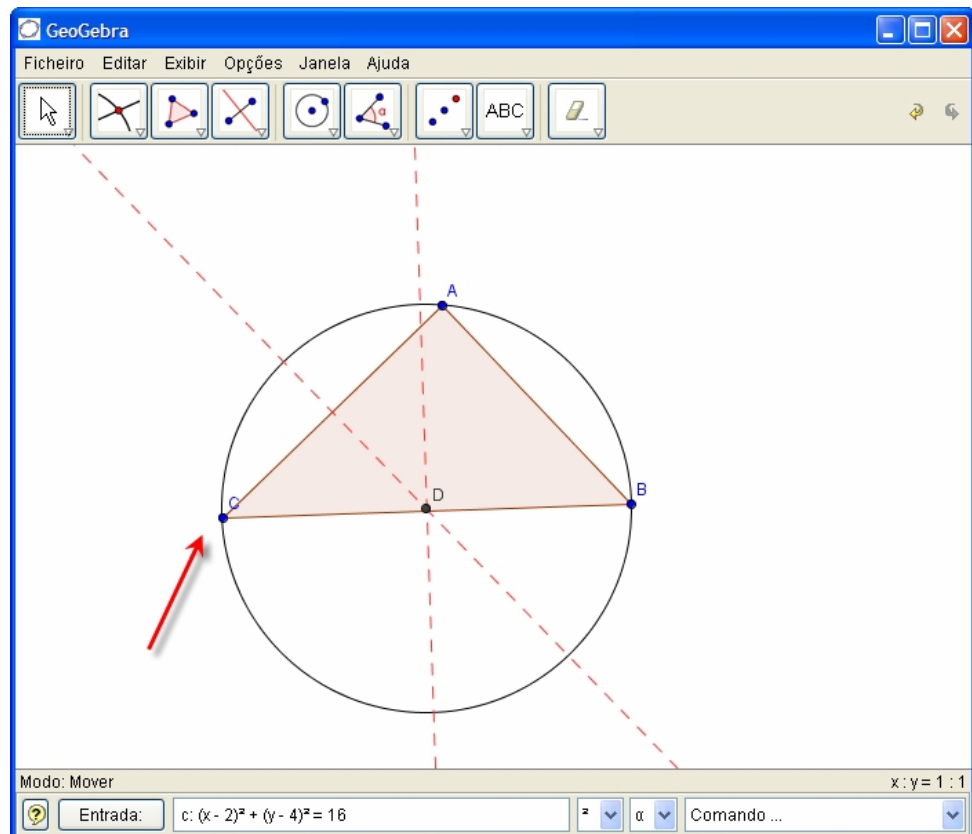 GeoGebra
Ficheiro Editar Exibir Opções Janela Ajuda
α ABC
A
B
C
D
Modo: Mover x : y = 1 : 1
Entrada: c: (x - 2)² + (y - 4)² = 16 ² α Comando ...